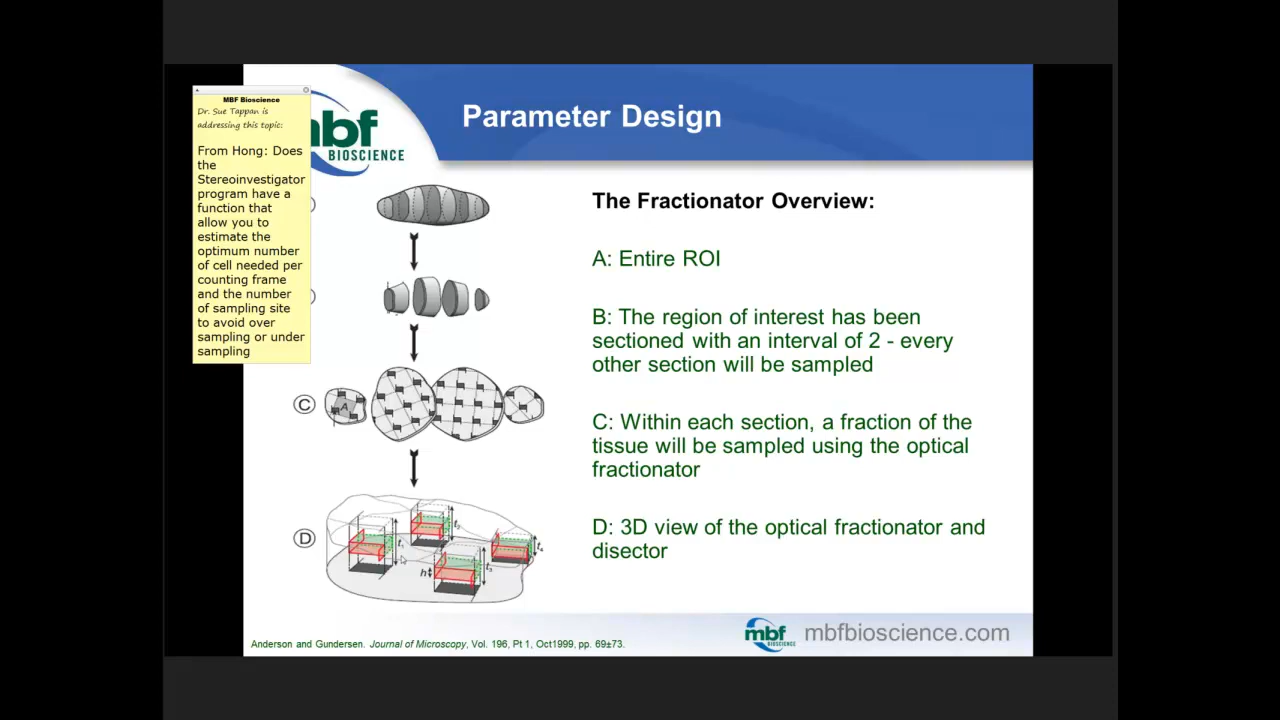 MBF Bioscience
Dr. Sue Tappan is
addressing this topic:
From Hong: Does
the
Stereoinvestigator
program have a
function that
allow you to
estimate the
optimum number
of cell needed per
counting frame
and the number
of sampling site
to avoid over
sampling or under
sampling
mbf
BIOSCIENCE
Parameter Design
The Fractionator Overview:
A: Entire ROI
B: The region of interest has been
sectioned with an interval of 2 - every
other section will be sampled
C: Within each section, a fraction of the
tissue will be sampled using the optical
fractionator
D: 3D view of the optical fractionator and
disector
C
A
D
t1
t2
t3
t4
h
Anderson and Gundersen. Journal of Microscopy, Vol. 196, Pt 1, Oct1999, pp. 69±73.
mbf
BIOSCIENCE
mbfbioscience.com